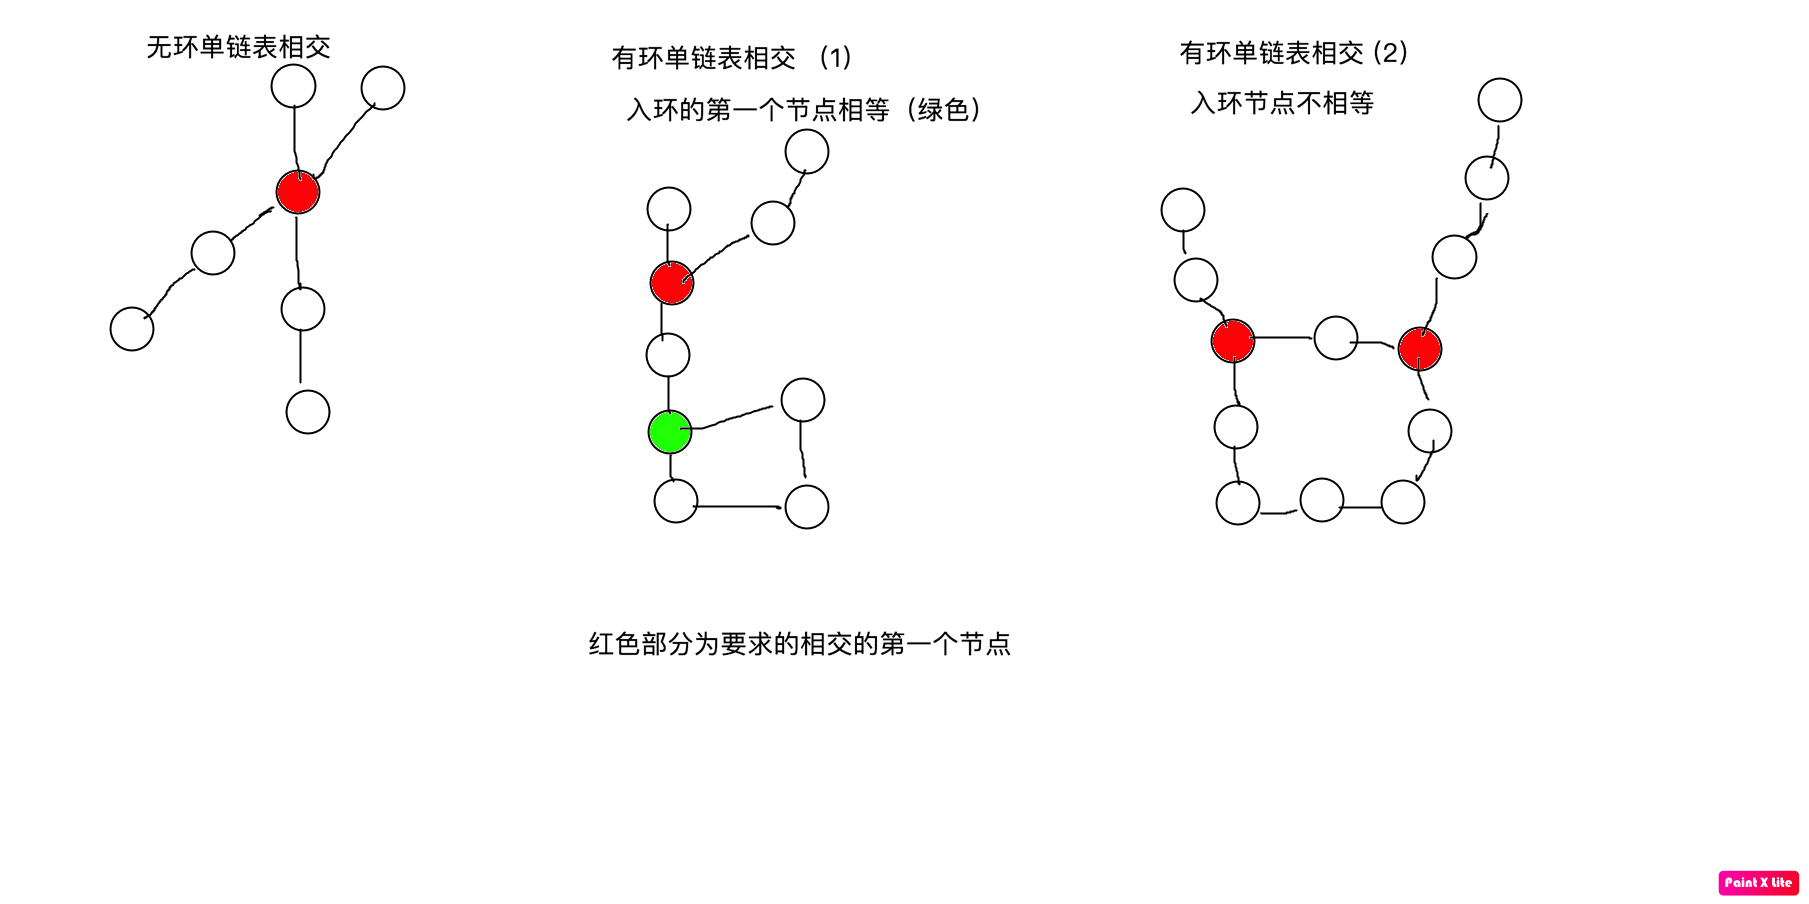 无环单链表相交
有环单链表相交 (1)
入环的第一个节点相等（绿色）
有环单链表相交 (2)
入环节点不相等
红色部分为要求的相交的第一个节点
Paint X Lite